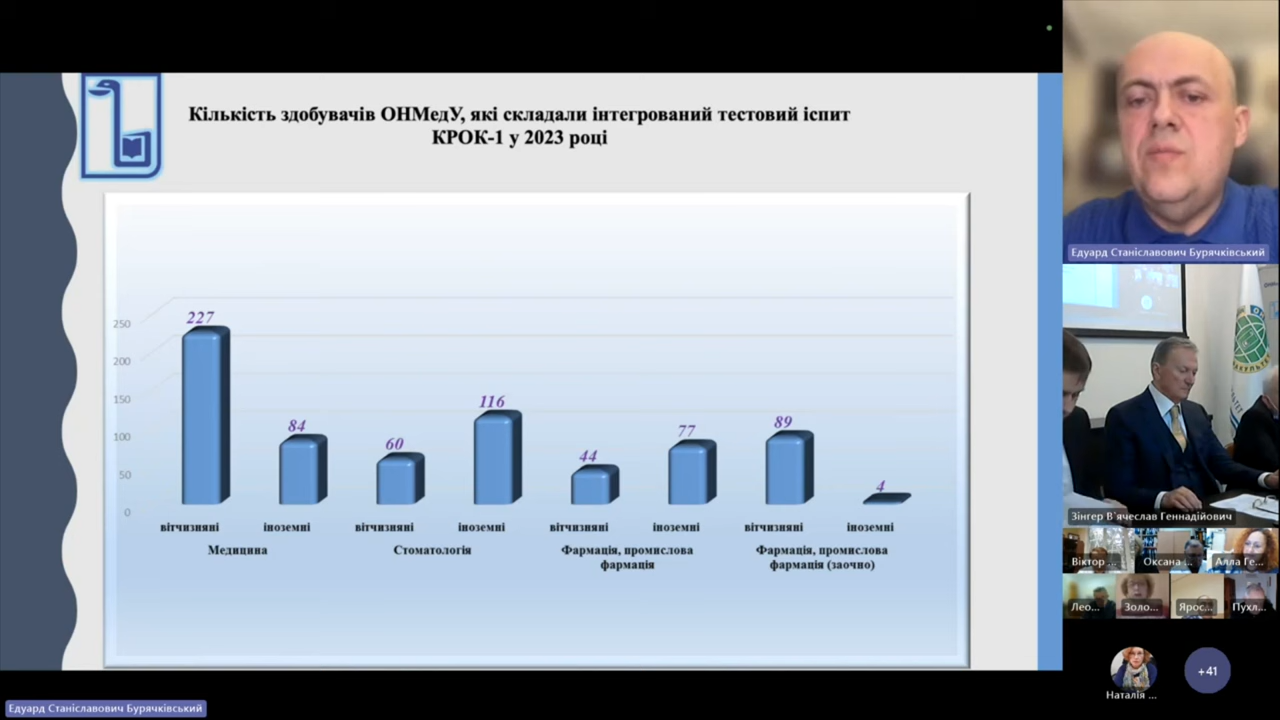 Кількість здобувачів ОНМедУ, які складали інтегрований тестовий іспит
КРОК-1 у 2023 році
250
200
150
100
50
0
227
84
60
116
44
77
89
4
вітчизняні
іноземні
вітчизняні
іноземні
вітчизняні
іноземні
вітчизняні
іноземні
Медицина
Стоматологія
Фармація, промислова
фармація
Фармація, промислова
фармація (заочно)
Едуард Станіславович Бурячківський
Зінгер В`ячеслав Геннадійович
Віктор ...
Оксана ...
Алла Ге...
Лео...
Золо...
Ярос...
Пухл...
Наталія ...
+41
Едуард Станіславович Бурячківський